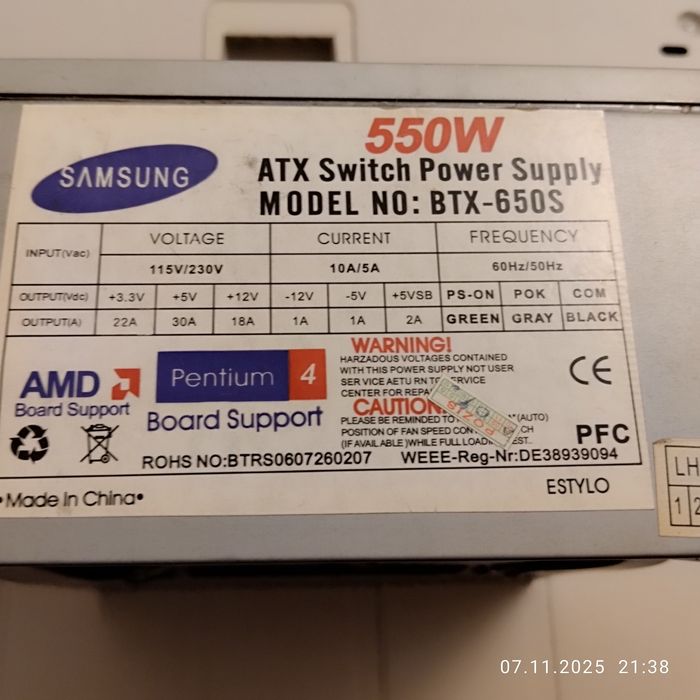 550W
SAMSUNG
ATX Switch Power Supply
MODEL NO: BTX-650S
INPUT(Vac) VOLTAGE CURRENT FREQUENCY
115V/230V 10A/5A 60Hz/50Hz
OUTPUT(Vdc) +3.3V +5V +12V -12V -5V +5VSB PS-ON POK COM
OUTPUT(A) 22A 30A 18A 1A 1A 2A GREEN GRAY BLACK
WARNING!
HARZADOUS VOLTAGES CONTAINED
WITH THIS POWER SUPPLY NOT USER
SER VICE AETU RN TO SERVICE
CENTER FOR REPA
CAUTION
PLEASE BE REMINDED TO (AUTO)
POSITION OF FAN SPEED CON CH
(IF AVAILABLE)WHILE FULL LOAD EST..
AMD
Board Support
Pentium 4
Board Support
CE
PFC
ROHS NO:BTRS0607260207 WEEE-Reg-Nr:DE38939094
•Made in China•
ESTYLO
LH
1 2
07.11.2025 21:38